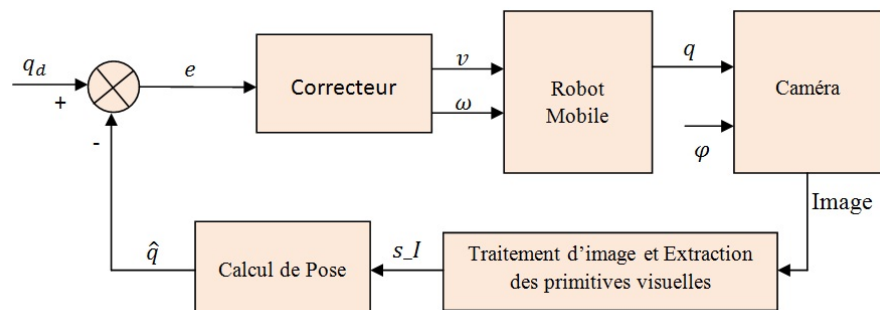 q_d
+
-
e
Correcteur
v
ω
Robot
Mobile
q
φ
Caméra
Image
Traitement d'image et Extraction
des primitives visuelles
s_I
Calcul de Pose
q̂